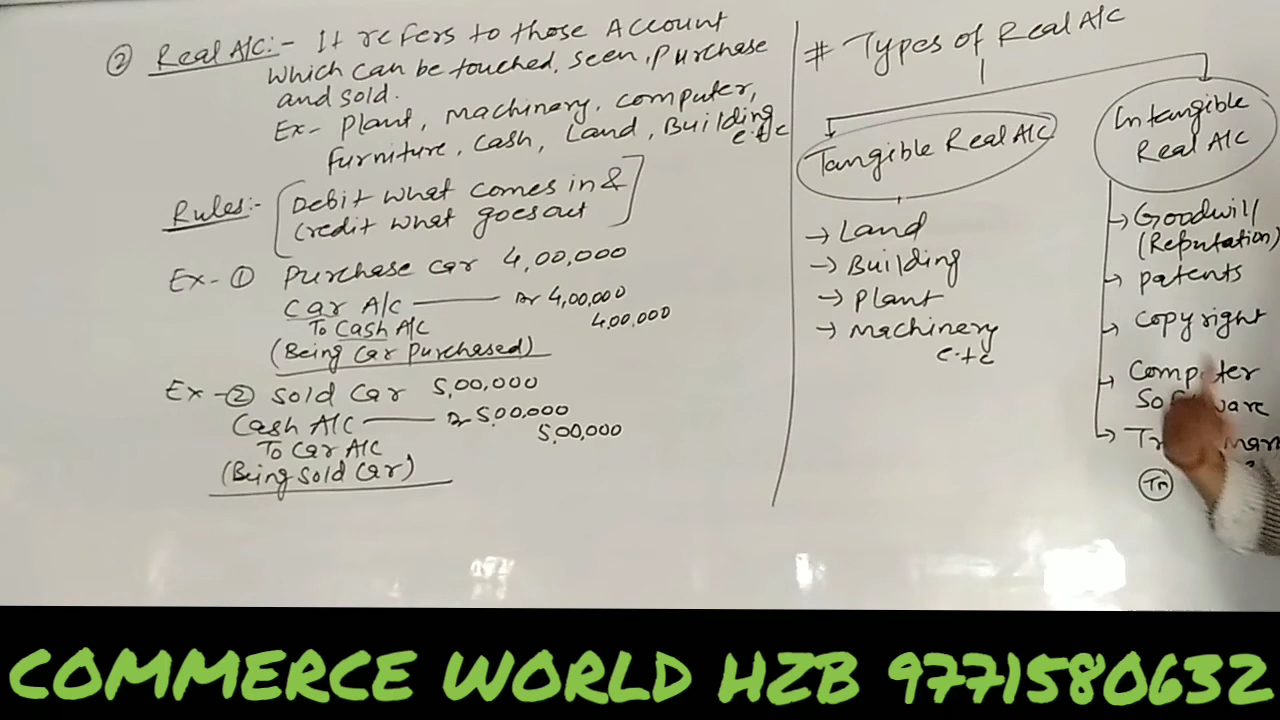 ② Real A/C:- It refers to those Account
which can be touched, seen, purchase
and sold.
Ex- Plant, machinery, computer,
furniture, cash, Land, Building
e.t.c
Rules:- [Debit what comes in &
credit what goes out]
Ex-① Purchase car 4,00,000
Car A/C —— Dr 4,00,000
To Cash A/C 4,00,000
(Being Car purchased)
Ex-② Sold Car 5,00,000
Cash A/C —— Dr 5,00,000
To Car A/C 5,00,000
(Being sold Car)
# Types of Real A/C
Tangible Real A/C
→ Land
→ Building
→ Plant
→ Machinery
e.t.c
Intangible
Real A/C
→ Goodwill
(Reputation)
→ patents
→ Copy right
→ Computer
Software
COMMERCE WORLD HZB 9771580632